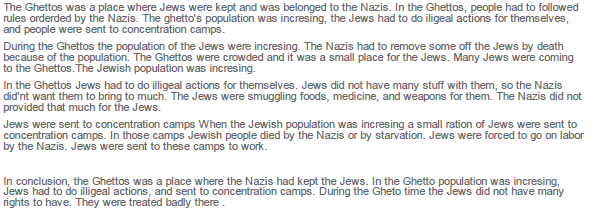 The Ghettos was a place where Jews were kept and was belonged to the Nazis. In the Ghettos, people had to followed
rules orderded by the Nazis. The ghetto's population was incresing, the Jews had to do iligeal actions for themselves,
and people were sent to concentration camps.
During the Ghettos the population of the Jews were incresing. The Nazis had to remove some off the Jews by death
because of the population. The Ghettos were crowded and it was a small place for the Jews. Many Jews were coming
to the Ghettos.The Jewish population was incresing.
In the Ghettos Jews had to do illigeal actions for themselves. Jews did not have many stuff with them, so the Nazis
did'nt want them to bring to much. The Jews were smuggling foods, medicine, and weapons for them. The Nazis did not
provided that much for the Jews.
Jews were sent to concentration camps When the Jewish population was incresing a small ration of Jews were sent to
concentration camps. In those camps Jewish people died by the Nazis or by starvation. Jews were forced to go on labor
by the Nazis. Jews were sent to these camps to work.
In conclusion, the Ghettos was a place where the Nazis had kept the Jews. In the Ghetto population was incresing,
Jews had to do illigeal actions, and sent to concentration camps. During the Gheto time the Jews did not have many
rights to have. They were treated badly there .